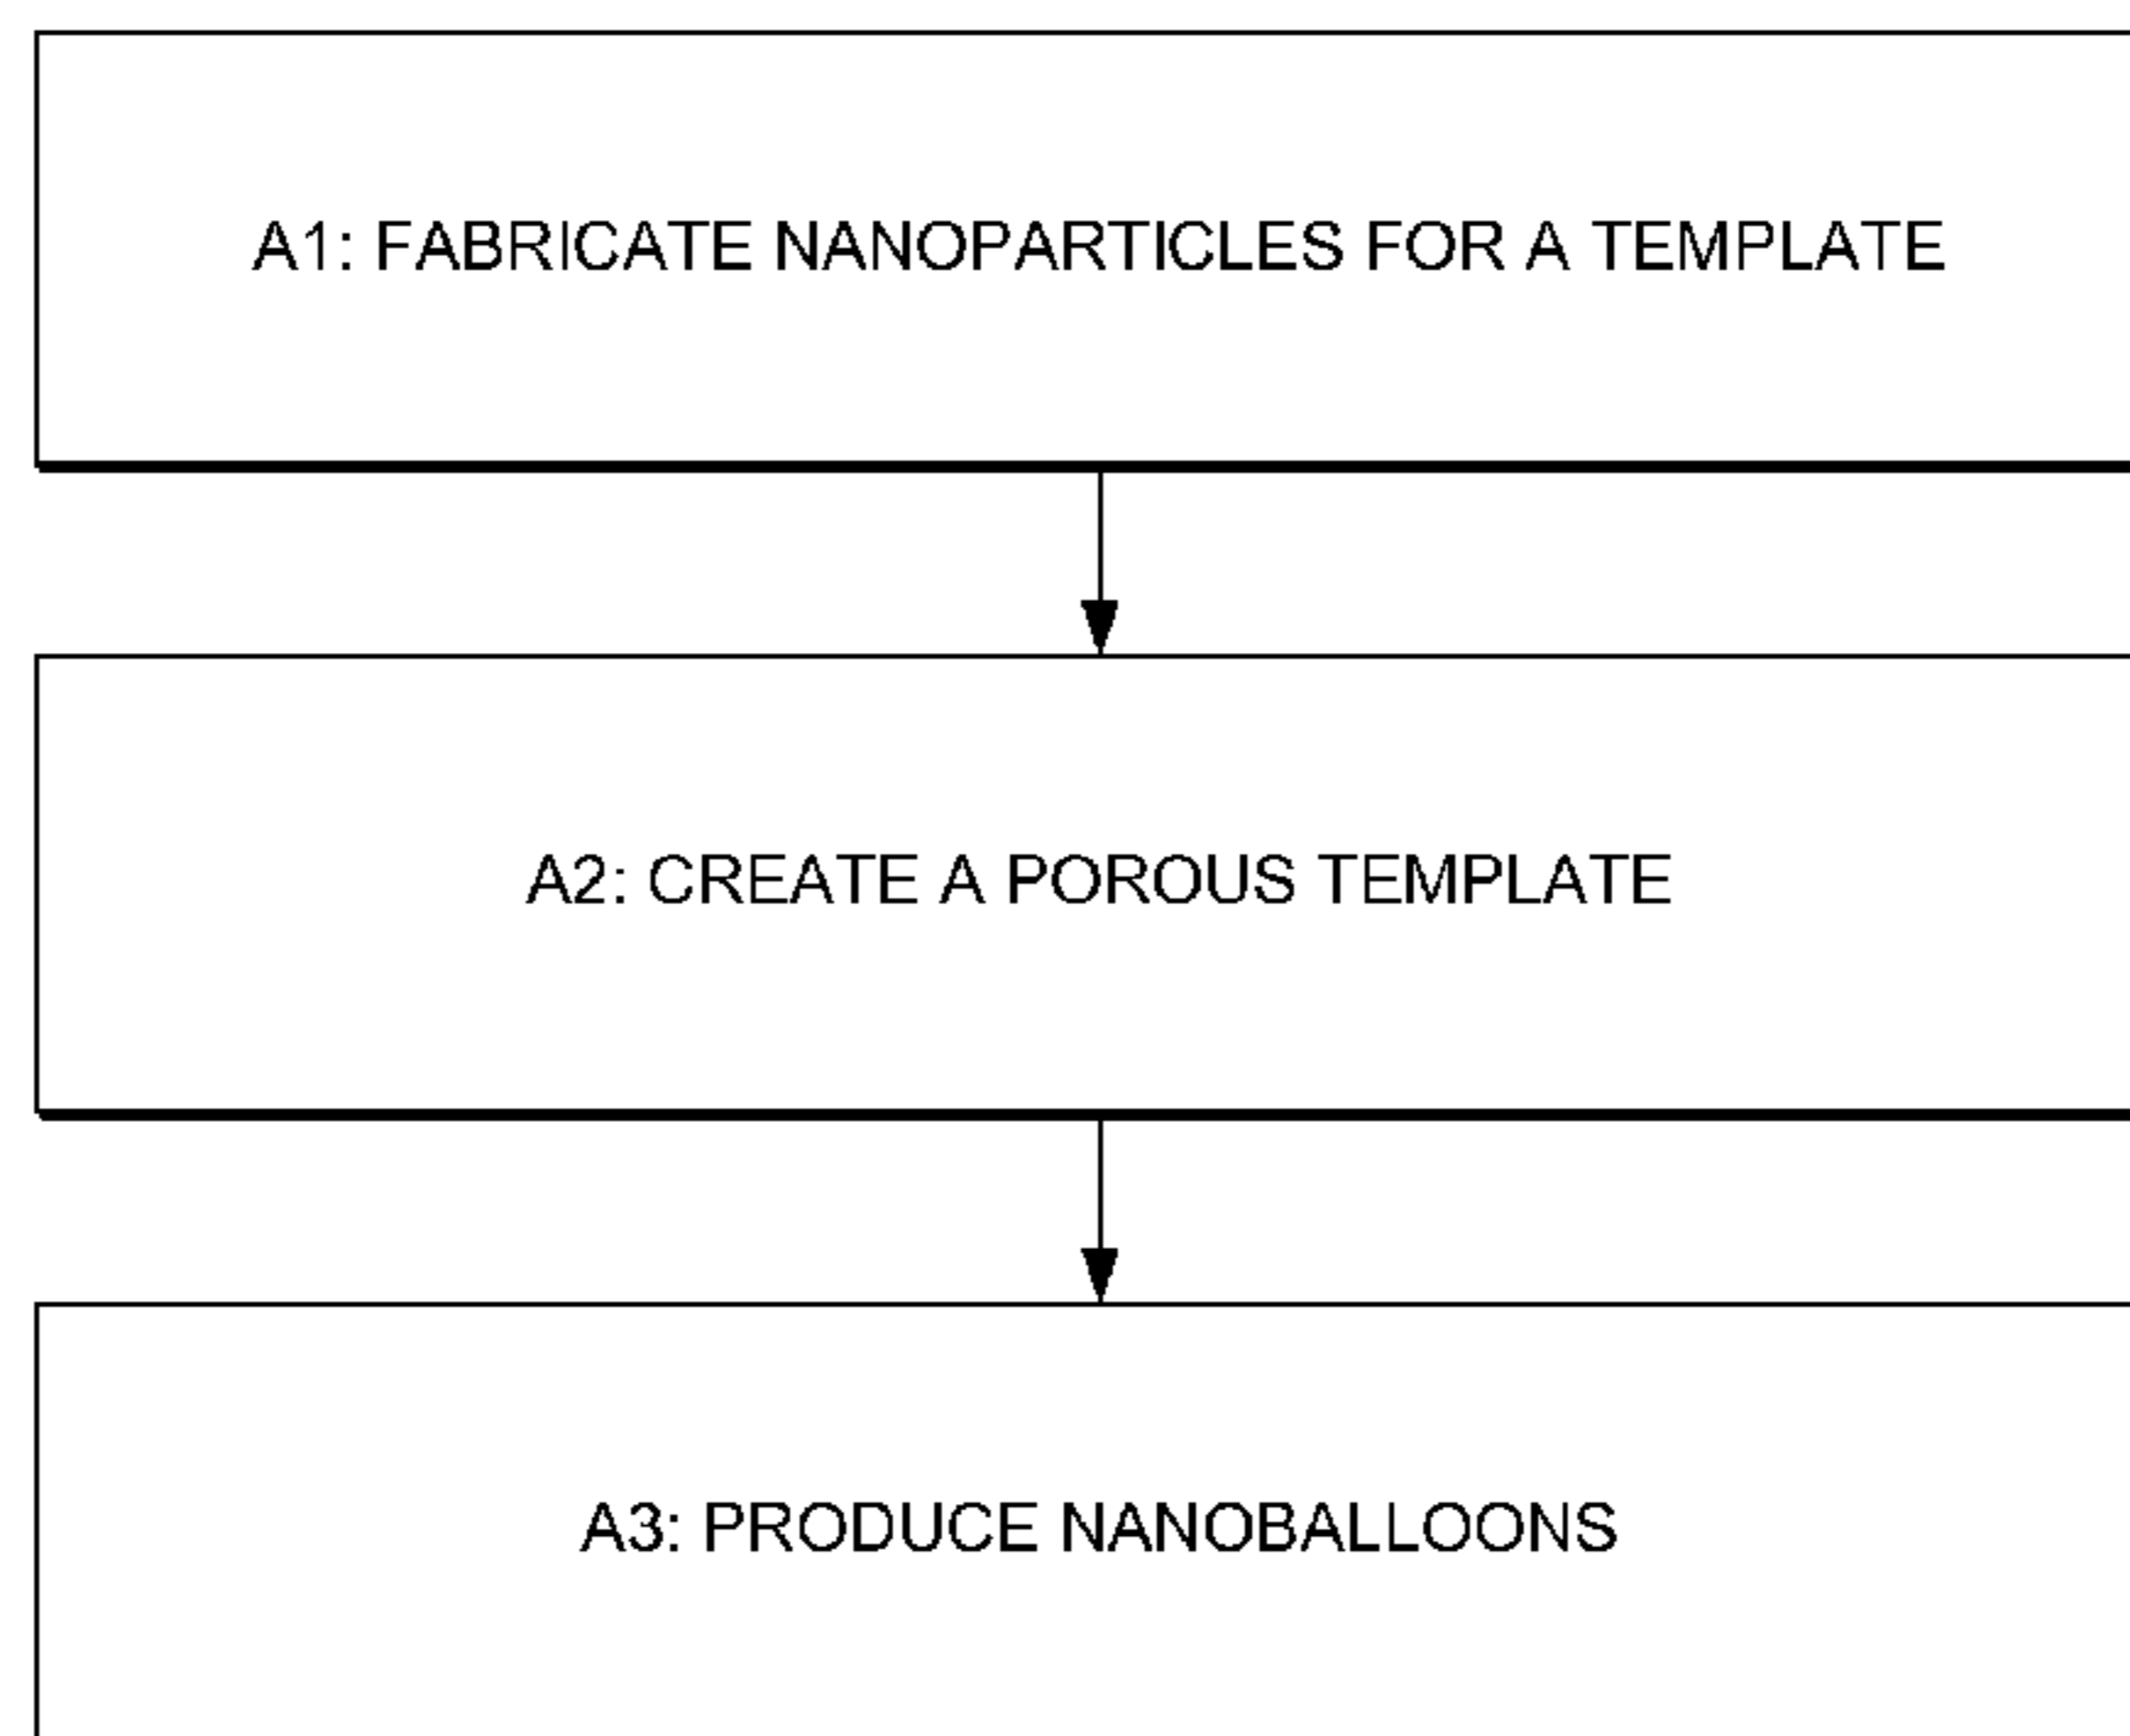 A1: FABRICATE NANOPARTICLES FOR A TEMPLATE
A2: CREATE A POROUS TEMPLATE
A3: PRODUCE NANOBALLOONS